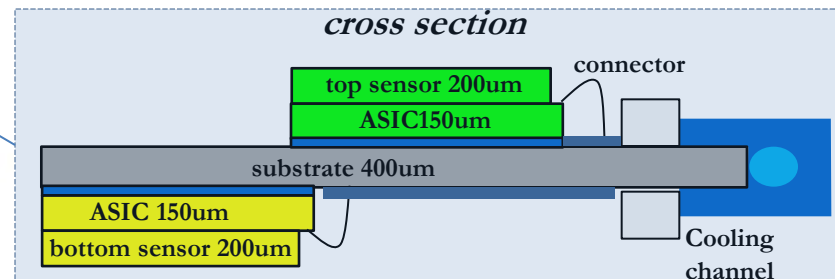 cross section
connector
top sensor 200um
ASIC150um
substrate 400um
ASIC 150um
bottom sensor 200um
Cooling
channel